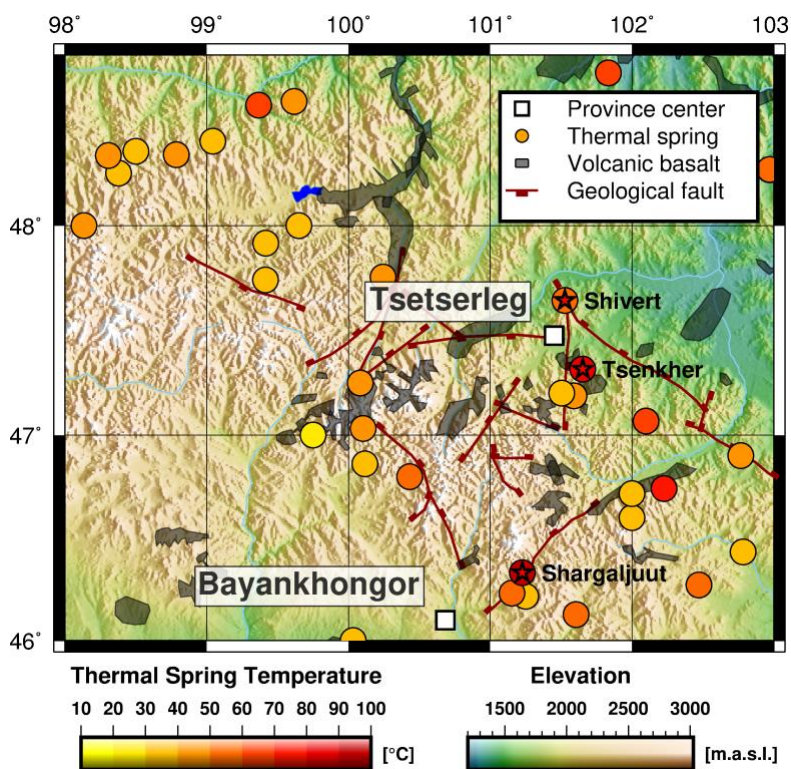 98° 99° 100° 101° 102° 103
Province center
Thermal spring
Volcanic basalt
Geological fault
48°
Tsetserleg
Shivert
Tsenkher
47°
Shargaljuut
Bayankhongor
46°
Thermal Spring Temperature
10 20 30 40 50 60 70 80 90 100
[°C]
Elevation
1500 2000 2500 3000
[m.a.s.l.]